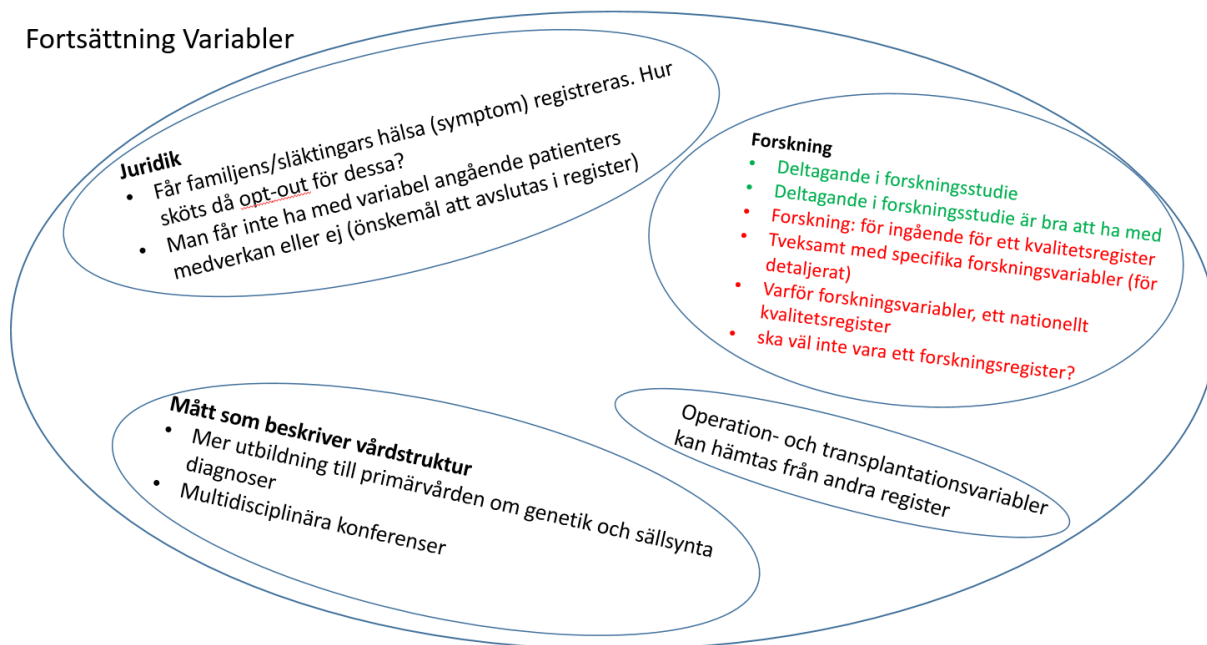 Fortsättning Variabler
Juridik
• Får familjens/släktingars hälsa (symptom) registreras. Hur
sköts då opt-out för dessa?
• Man får inte ha med variabel angående patienters
medverkan eller ej (önskemål att avslutas i register)
Forskning
• Deltagande i forskningsstudie
• Deltagande i forskningsstudie är bra att ha med
• Forskning: för ingående för ett kvalitetsregister
• Tveksamt med specifika forskningsvariabler (för
detaljerat)
• Varför forskningsvariabler, ett nationellt
kvalitetsregister
• ska väl inte vara ett forskningsregister?
Mått som beskriver vårdstruktur
• Mer utbildning till primärvården om genetik och sällsynta
diagnoser
• Multidisciplinära konferenser
Operation- och transplantationsvariabler
kan hämtas från andra register